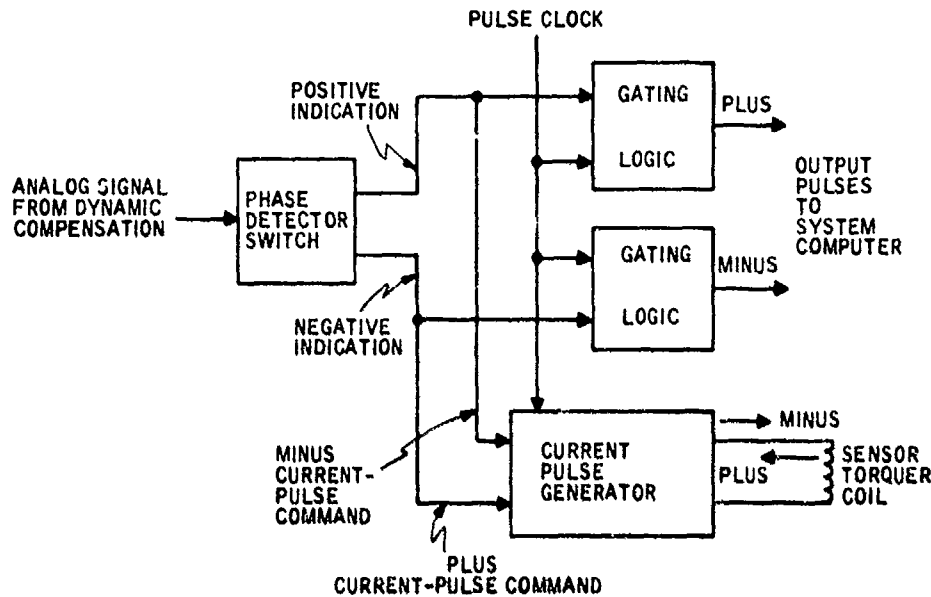 PULSE CLOCK
POSITIVE
INDICATION
GATING
LOGIC
PLUS
ANALOG SIGNAL
FROM DYNAMIC
COMPENSATION
PHASE
DETECTOR
SWITCH
OUTPUT
PULSES
TO
SYSTEM
COMPUTER
GATING
LOGIC
MINUS
NEGATIVE
INDICATION
MINUS
CURRENT-
PULSE
COMMAND
CURRENT
PULSE
GENERATOR
MINUS
PLUS
SENSOR
TORQUER
COIL
PLUS
CURRENT-PULSE COMMAND